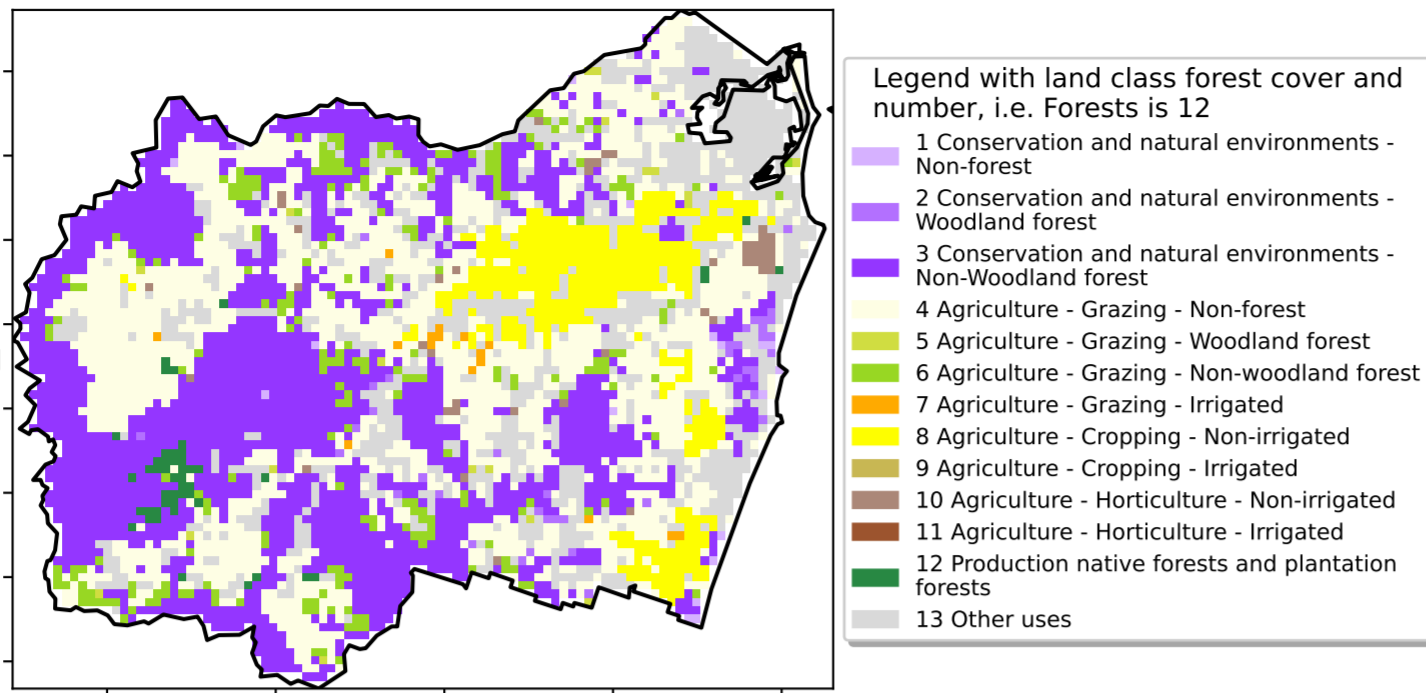 Legend with land class forest cover and
number, i.e. Forests is 12
1 Conservation and natural environments -
Non-forest
2 Conservation and natural environments -
Woodland forest
3 Conservation and natural environments -
Non-Woodland forest
4 Agriculture - Grazing - Non-forest
5 Agriculture - Grazing - Woodland forest
6 Agriculture - Grazing - Non-woodland forest
7 Agriculture - Grazing - Irrigated
8 Agriculture - Cropping - Non-irrigated
9 Agriculture - Cropping - Irrigated
10 Agriculture - Horticulture - Non-irrigated
11 Agriculture - Horticulture - Irrigated
12 Production native forests and plantation
forests
13 Other uses